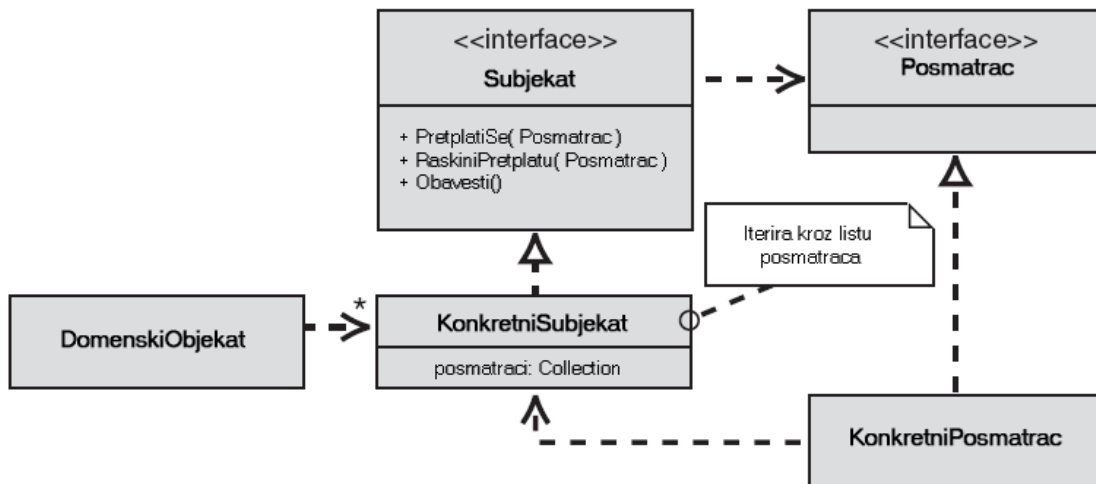 <<interface>>
Subjekat
+ PretplatiSe( Posmatrac )
+ RaskiniPretplatu( Posmatrac )
+ Obavesti()
<<interface>>
Posmatrac
Iterira kroz listu
posmatraca
DomenskiObjekat
*
KonkretniSubjekat
posmatraci: Collection
KonkretniPosmatrac